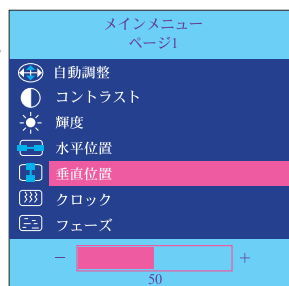 メインメニュー
ページ1
自動調整
コントラスト
輝度
水平位置
垂直位置
クロック
フェーズ
− +
50